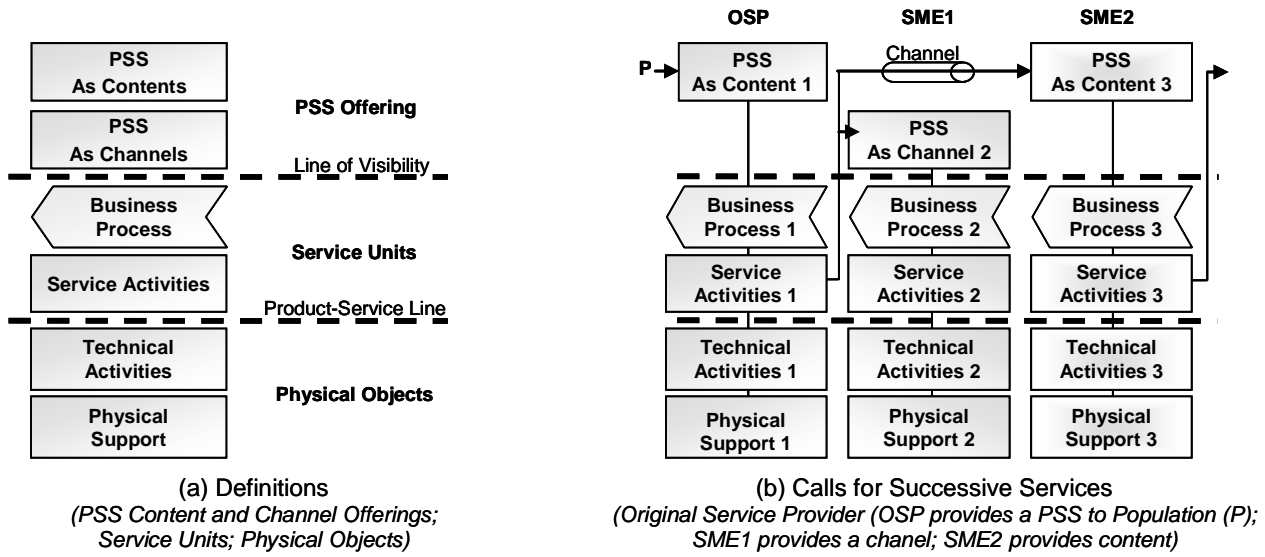 PSS
As Contents
PSS
As Channels
PSS Offering
Line of Visibility
Business
Process
Service Activities
Service Units
Product-Service Line
Technical
Activities
Physical
Support
Physical Objects
(a) Definitions
(PSS Content and Channel Offerings;
Service Units; Physical Objects)
OSP
SME1
SME2
P
PSS
As Content 1
Channel
PSS
As Content 3
PSS
As Channel 2
Business
Process 1
Business
Process 2
Business
Process 3
Service
Activities 1
Service
Activities 2
Service
Activities 3
Technical
Activities 1
Technical
Activities 2
Technical
Activities 3
Physical
Support 1
Physical
Support 2
Physical
Support 3
(b) Calls for Successive Services
(Original Service Provider (OSP provides a PSS to Population (P);
SME1 provides a chanel; SME2 provides content)